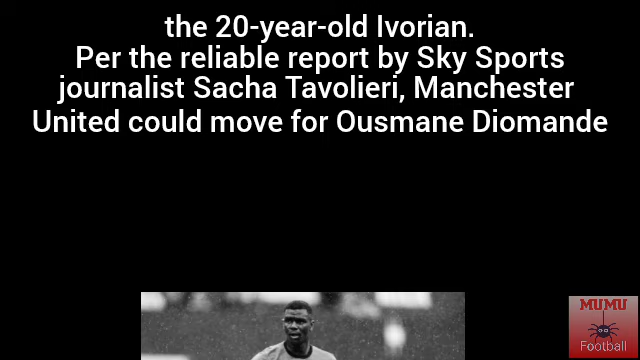 the 20-year-old Ivorian.
Per the reliable report by Sky Sports
journalist Sacha Tavolieri, Manchester
United could move for Ousmane Diomande
MUMU
Football